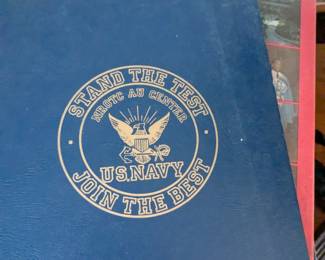 STAND THE TEST
NROTC AU CENTER
U.S. NAVY
JOIN THE BEST